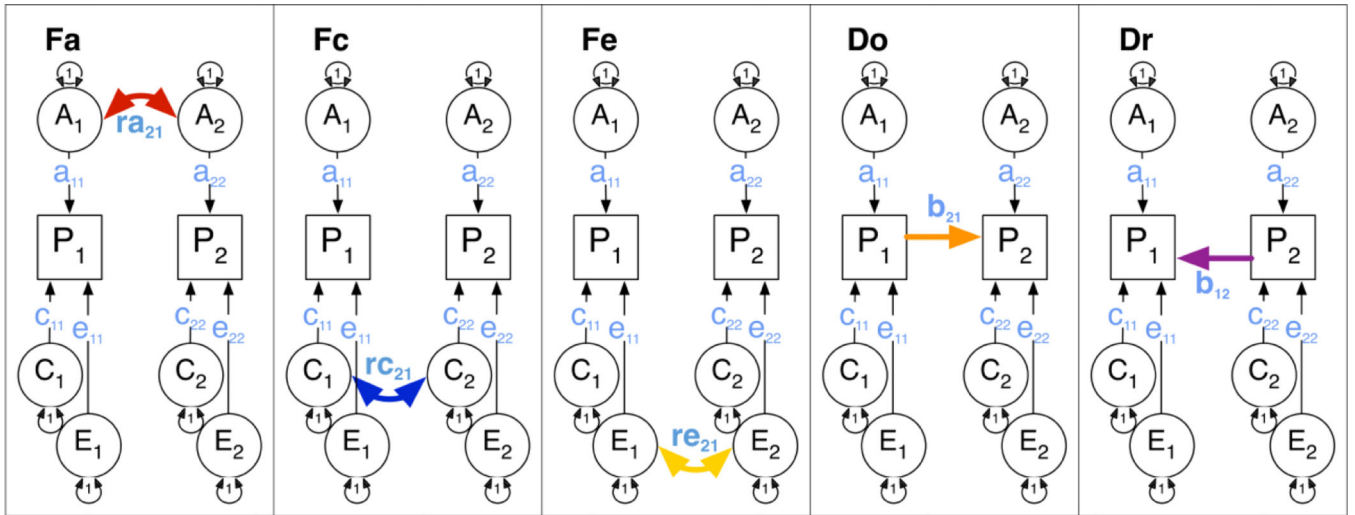 Fa Fc Fe Do Dr
1 1 1 1 1 1 1 1 1 1
A₁ A₂ A₁ A₂ A₁ A₂ A₁ A₂ A₁ A₂
ra₂₁
a₁₁ a₂₂ a₁₁ a₂₂ a₁₁ a₂₂ a₁₁ a₂₂ a₁₁ a₂₂
b₂₁
P₁ P₂ P₁ P₂ P₁ P₂ P₁ P₂ P₁ P₂
b₁₂
c₁₁ e₁₁ c₂₂ e₂₂ c₁₁ e₁₁ c₂₂ e₂₂ c₁₁ e₁₁ c₂₂ e₂₂ c₁₁ e₁₁ c₂₂ e₂₂ c₁₁ e₁₁ c₂₂ e₂₂
C₁ C₂ C₁ rc₂₁ C₂ C₁ C₂ C₁ C₂ C₁ C₂
1 1 1 1 1 1 1 1 1 1
E₁ E₂ E₁ E₂ E₁ re₂₁ E₂ E₁ E₂ E₁ E₂
1 1 1 1 1 1 1 1 1 1